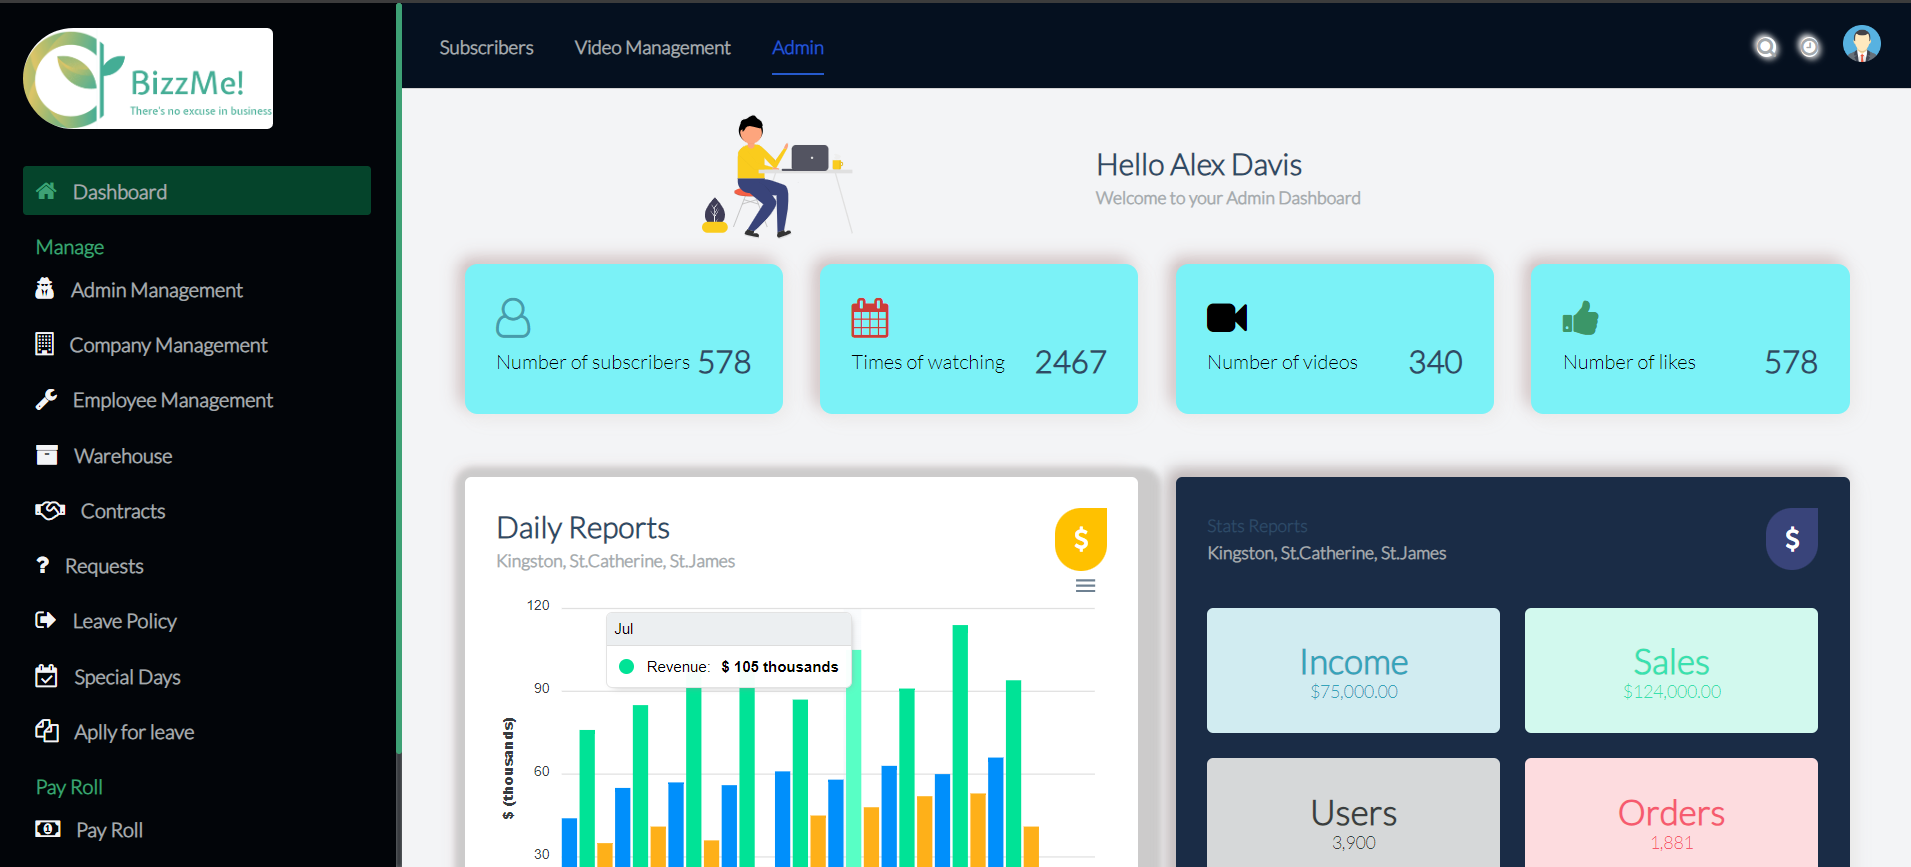 BizzMe!
There's no excuse in business
Dashboard
Manage
Admin Management
Company Management
Employee Management
Warehouse
Contracts
Requests
Leave Policy
Special Days
Aplly for leave
Pay Roll
Pay Roll
Subscribers
Video Management
Admin
Hello Alex Davis
Welcome to your Admin Dashboard
Number of subscribers 578
Times of watching 2467
Number of videos 340
Number of likes 578
Daily Reports
Kingston, St.Catherine, St.James
$
120
90
60
30
$ (thousands)
Jul
Revenue: $ 105 thousands
Stats Reports
Kingston, St.Catherine, St.James
$
Income
$75,000.00
Sales
$124,000.00
Users
3,900
Orders
1,881